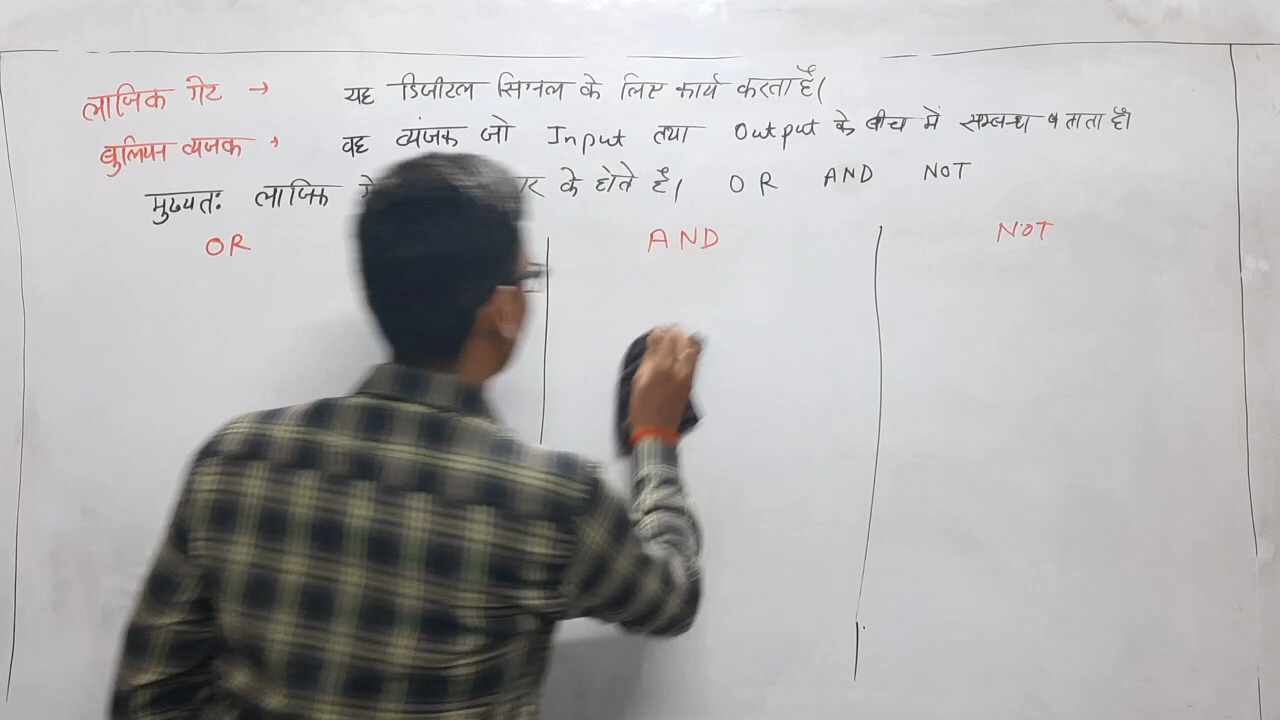 लाजिक गेट → यह डिजीटल सिग्नल के लिए कार्य करता है।
बुलियन व्यजक → वह व्यंजक जो Input तथा Output के बीच में सम्बन्ध बताता है।
मुख्यतः लाजिक के होते है। OR AND NOT
OR AND NOT